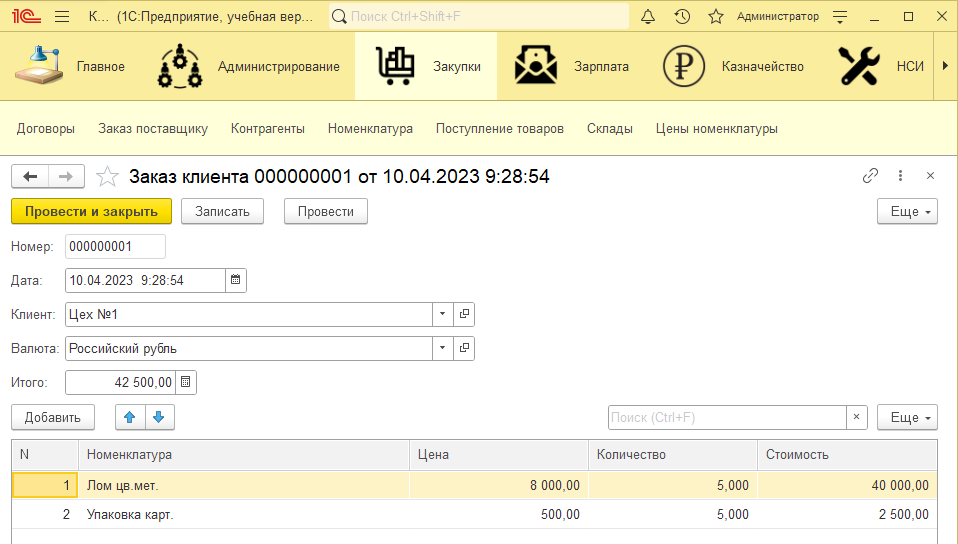 1С К... (1С:Предприятие, учебная вер... Поиск Ctrl+Shift+F Администратор
Главное Администрирование Закупки Зарплата Казначейство НСИ
Договоры Заказ поставщику Контрагенты Номенклатура Поступление товаров Склады Цены номенклатуры
Заказ клиента 000000001 от 10.04.2023 9:28:54
Провести и закрыть Записать Провести Еще
Номер: 000000001
Дата: 10.04.2023 9:28:54
Клиент: Цех №1
Валюта: Российский рубль
Итого: 42 500,00
Добавить Поиск (Ctrl+F) × Еще
N Номенклатура Цена Количество Стоимость
1 Лом цв.мет. 8 000,00 5,000 40 000,00
2 Упаковка карт. 500,00 5,000 2 500,00